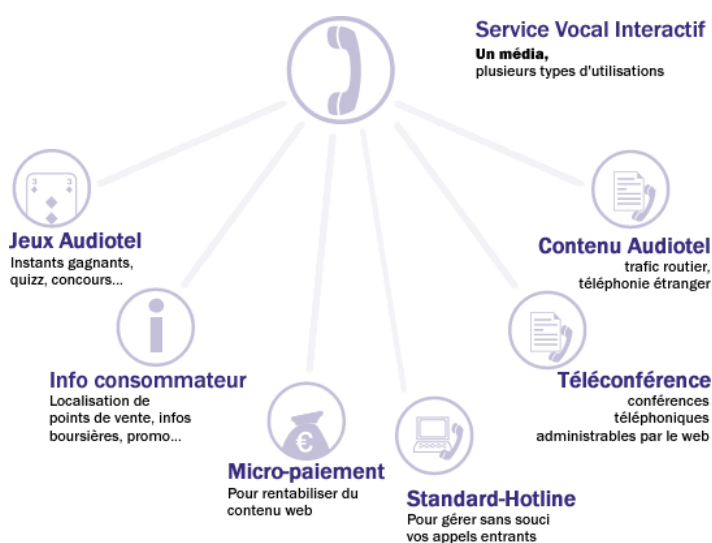 Service Vocal Interactif
Un média,
plusieurs types d'utilisations
3 3
Jeux Audiotel
Instants gagnants,
quizz, concours...
Contenu Audiotel
trafic routier,
téléphonie étranger
i
Info consommateur
Localisation de
points de vente, infos
boursières, promo...
Téléconférence
conférences
téléphoniques
administrables par le web
€
Micro-paiement
Pour rentabiliser du
contenu web
Standard-Hotline
Pour gérer sans souci
vos appels entrants